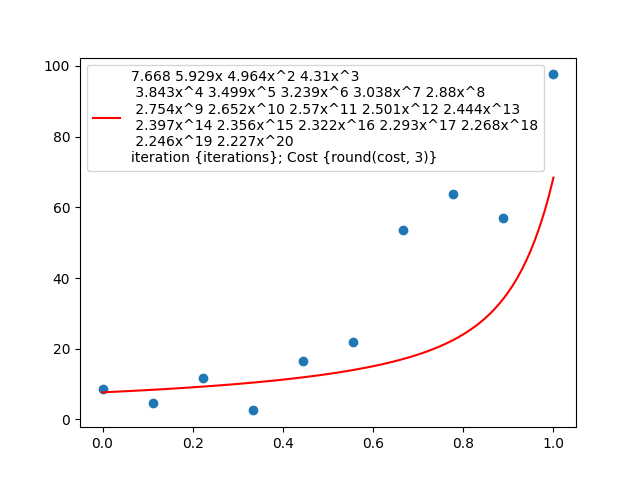 7.668 5.929x 4.964x^2 4.31x^3
3.843x^4 3.499x^5 3.239x^6 3.038x^7 2.88x^8
2.754x^9 2.652x^10 2.57x^11 2.501x^12 2.444x^13
2.397x^14 2.356x^15 2.322x^16 2.293x^17 2.268x^18
2.246x^19 2.227x^20
iteration {iterations}; Cost {round(cost, 3)}
100
80
60
40
20
0
0.0 0.2 0.4 0.6 0.8 1.0